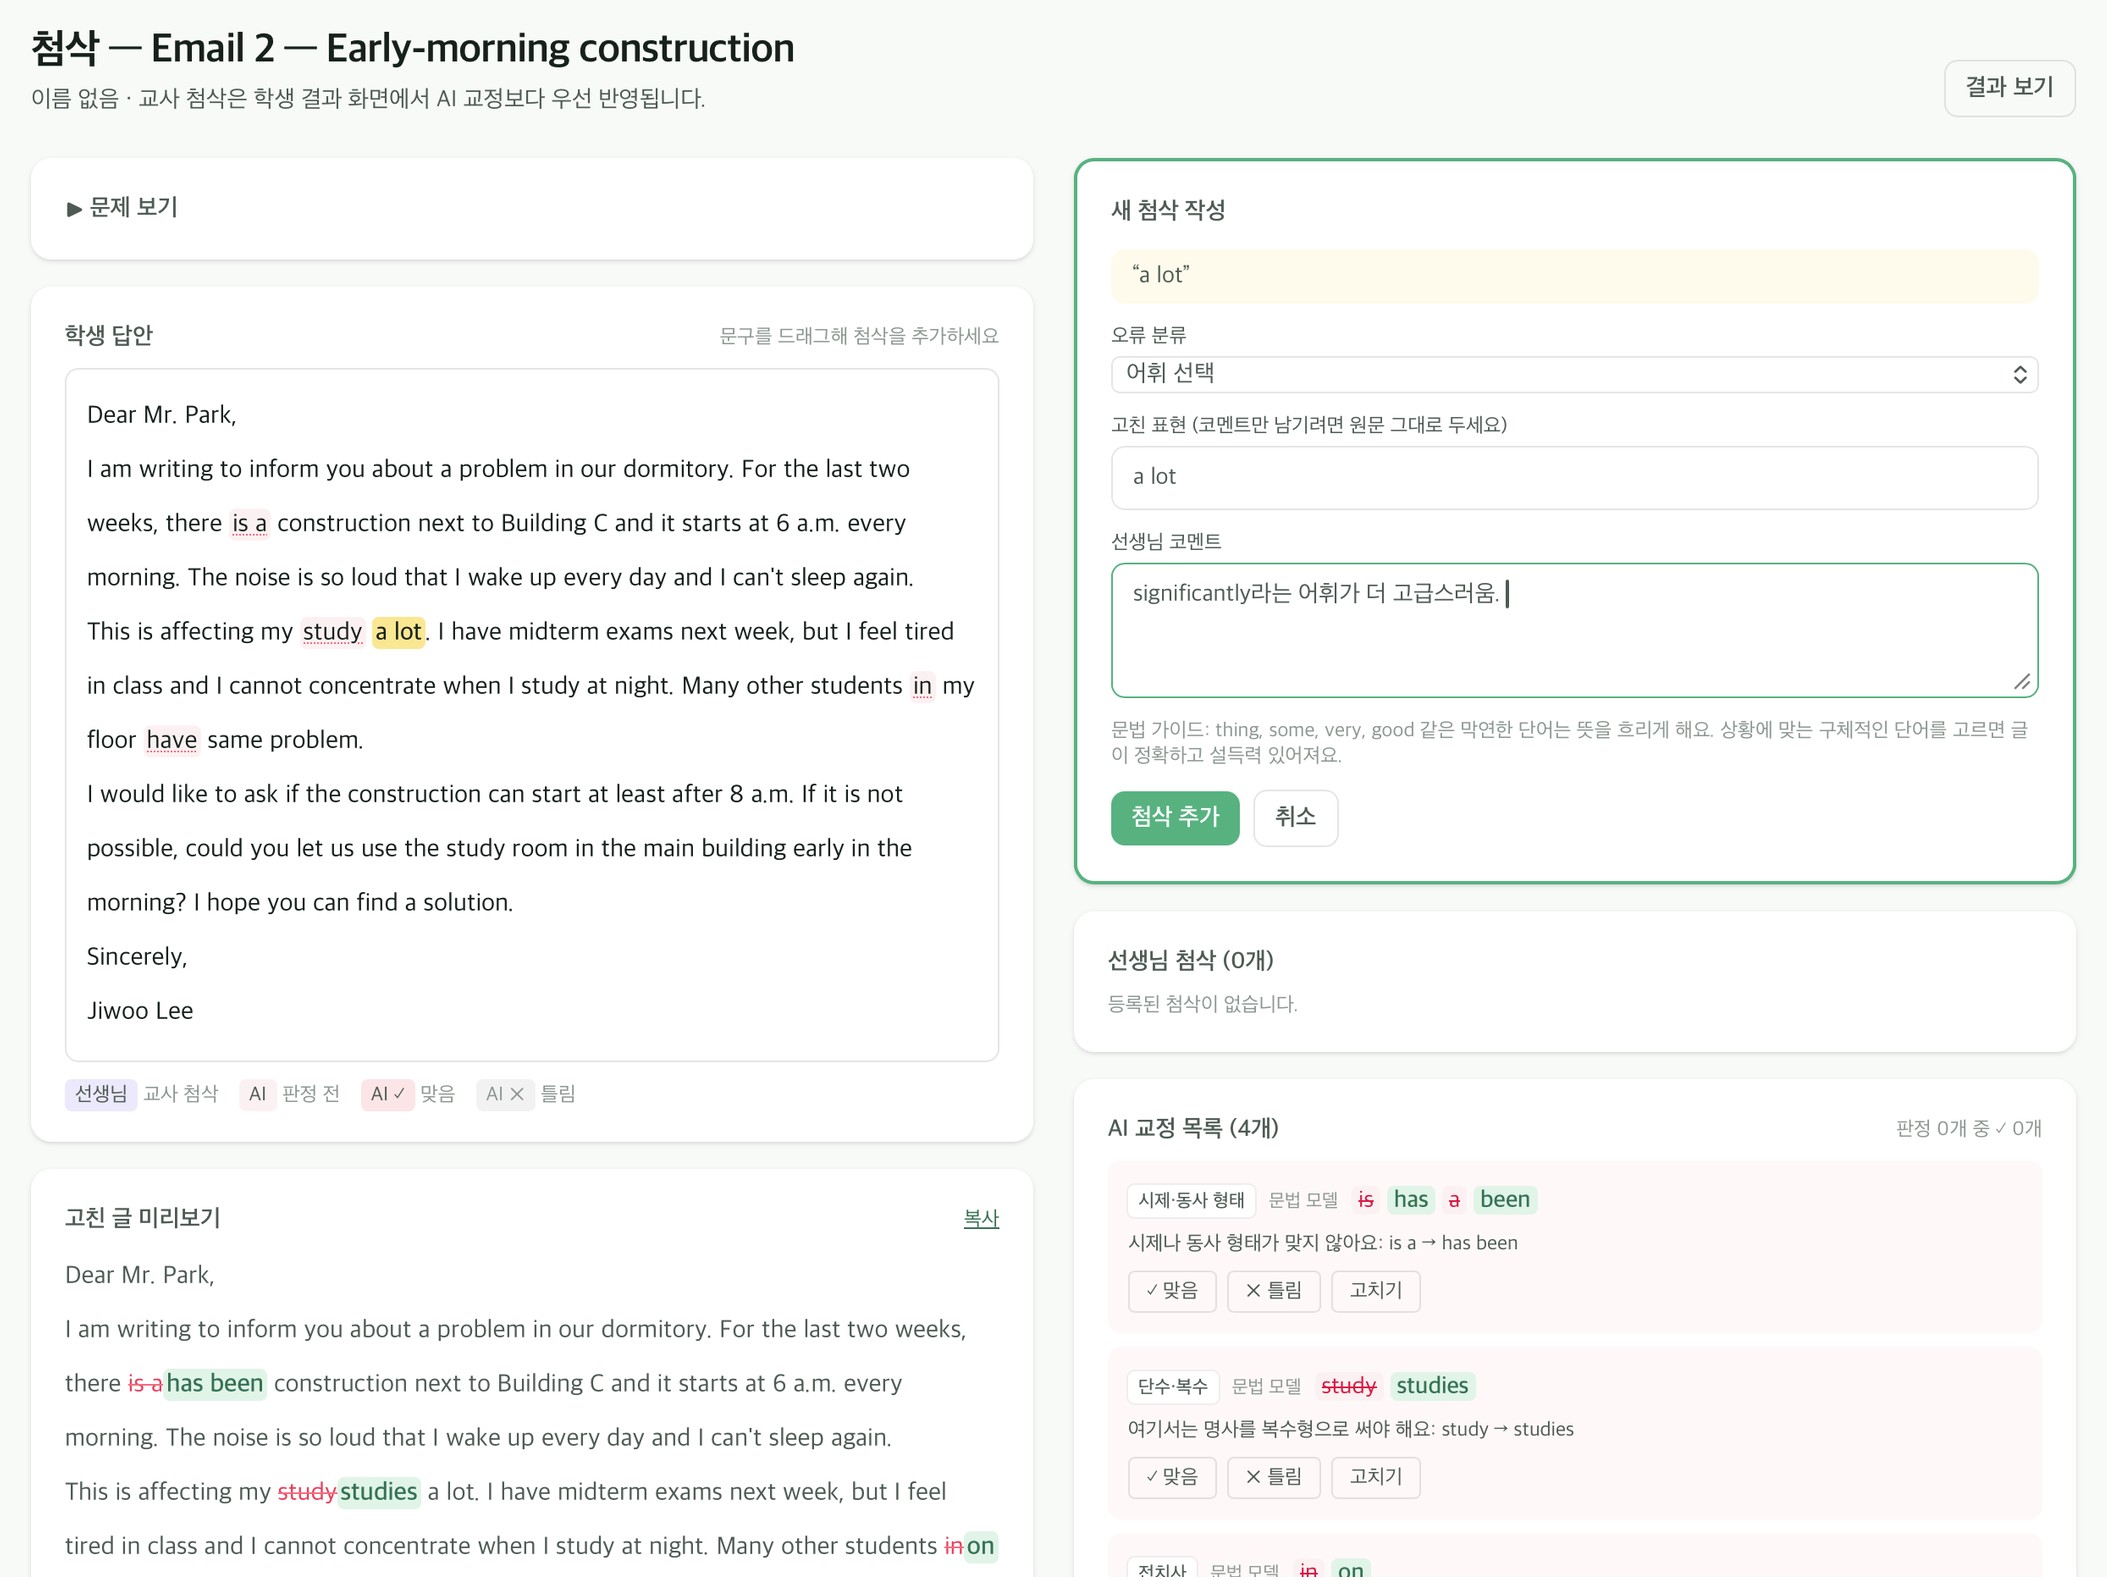 첨삭 — Email 2 — Early-morning construction
이름 없음 · 교사 첨삭은 학생 결과 화면에서 AI 교정보다 우선 반영됩니다.
결과 보기
▶ 문제 보기
학생 답안
문구를 드래그해 첨삭을 추가하세요
Dear Mr. Park,
I am writing to inform you about a problem in our dormitory. For the last two
weeks, there is a construction next to Building C and it starts at 6 a.m. every
morning. The noise is so loud that I wake up every day and I can't sleep again.
This is affecting my study a lot. I have midterm exams next week, but I feel tired
in class and I cannot concentrate when I study at night. Many other students in my
floor have same problem.
I would like to ask if the construction can start at least after 8 a.m. If it is not
possible, could you let us use the study room in the main building early in the
morning? I hope you can find a solution.
Sincerely,
Jiwoo Lee
선생님 교사 첨삭 AI 판정 전 AI ✓ 맞음 AI ✕ 틀림
고친 글 미리보기
복사
Dear Mr. Park,
I am writing to inform you about a problem in our dormitory. For the last two weeks,
there is a has been construction next to Building C and it starts at 6 a.m. every
morning. The noise is so loud that I wake up every day and I can't sleep again.
This is affecting my study studies a lot. I have midterm exams next week, but I feel
tired in class and I cannot concentrate when I study at night. Many other students in on
새 첨삭 작성
“a lot”
오류 분류
어휘 선택
고친 표현 (코멘트만 남기려면 원문 그대로 두세요)
a lot
선생님 코멘트
significantly라는 어휘가 더 고급스러움.
문법 가이드: thing, some, very, good 같은 막연한 단어는 뜻을 흐리게 해요. 상황에 맞는 구체적인 단어를 고르면 글
이 정확하고 설득력 있어져요.
첨삭 추가
취소
선생님 첨삭 (0개)
등록된 첨삭이 없습니다.
AI 교정 목록 (4개)
판정 0개 중 ✓ 0개
시제·동사 형태 문법 모델 is has a been
시제나 동사 형태가 맞지 않아요: is a → has been
✓ 맞음 ✕ 틀림 고치기
단수·복수 문법 모델 study studies
여기서는 명사를 복수형으로 써야 해요: study → studies
✓ 맞음 ✕ 틀림 고치기
전치사 문법 모델 in on